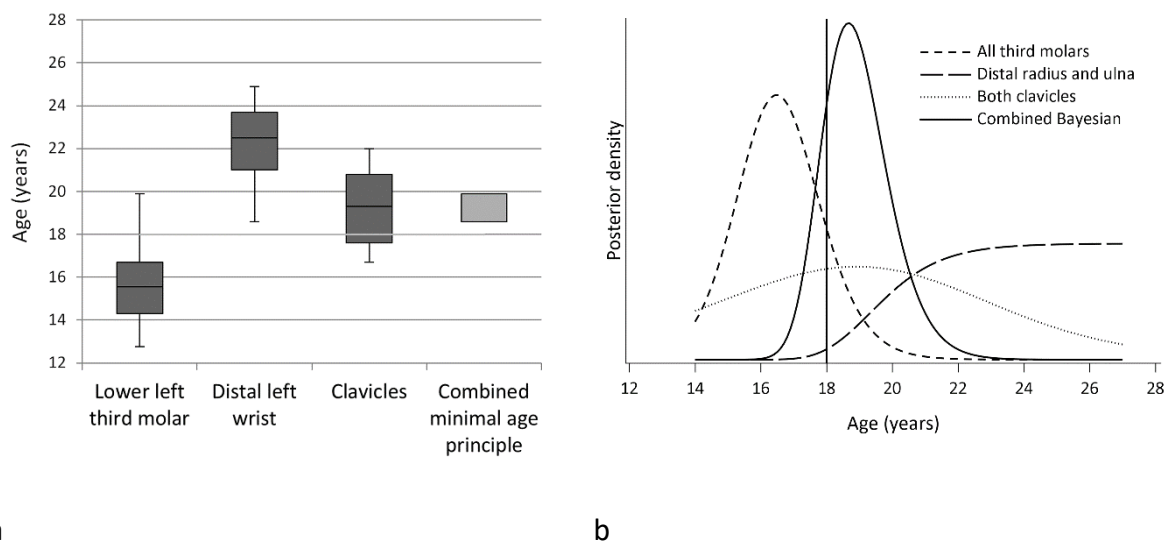 28
26
24
22
20
18
16
14
12
Age (years)
Lower left
third molar
Distal left
wrist
Clavicles
Combined
minimal age
principle
Posterior density
All third molars
Distal radius and ulna
Both clavicles
Combined Bayesian
12 14 16 18 20 22 24 26 28
Age (years)
b